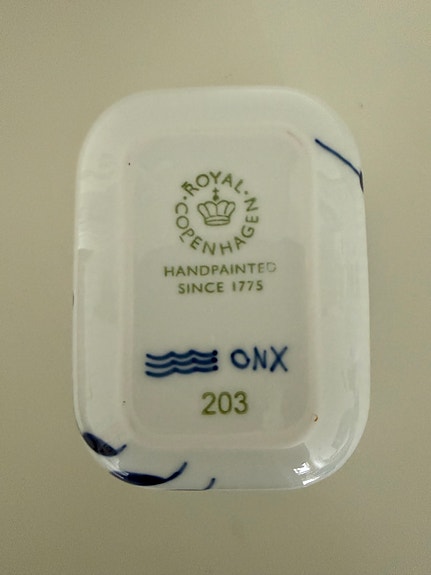 ROYAL
COPENHAGEN
HANDPAINTED
SINCE 1775
ONX
203